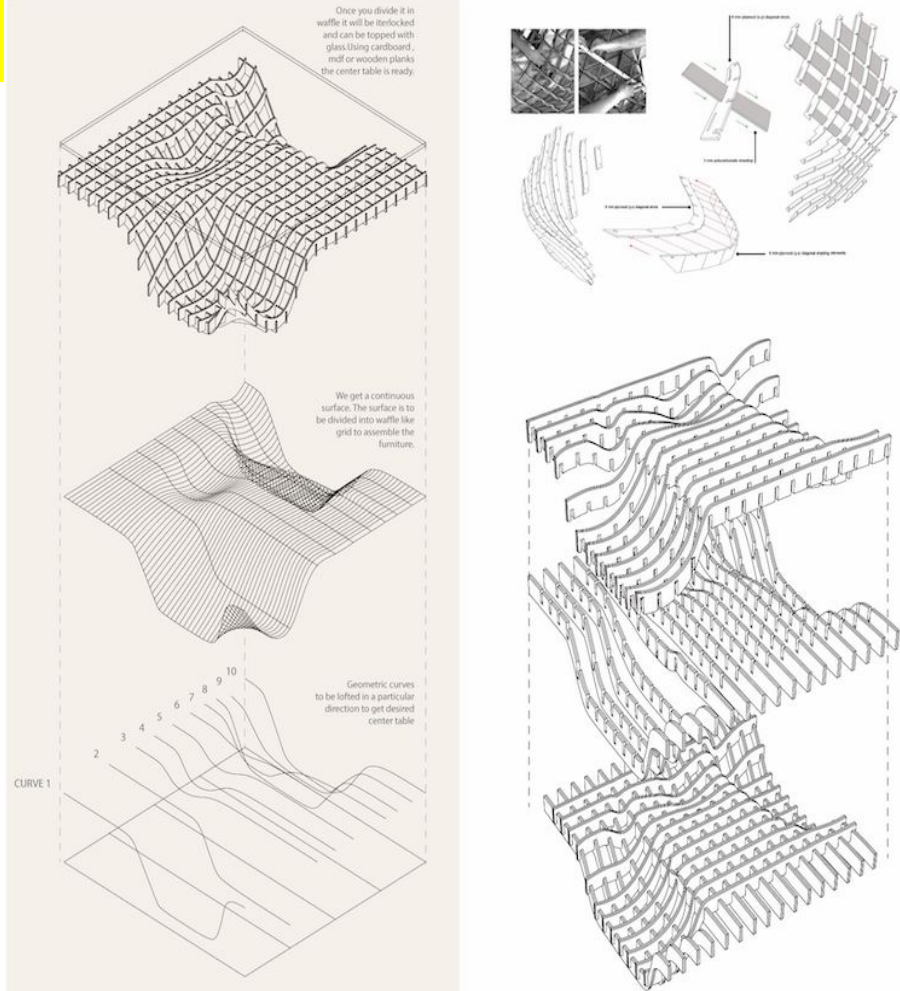 Once you divide it in
waffle it will be iterlocked
and can be topped with
glass.Using cardboard ,
mdf or wooden planks
the center table is ready.
We get a continuous
surface. The surface is to
be divided into waffle like
grid to assemble the
furniture.
Geometric curves
to be lofted in a particular
direction to get desired
center table
10
9
8
7
6
5
4
3
2
CURVE 1